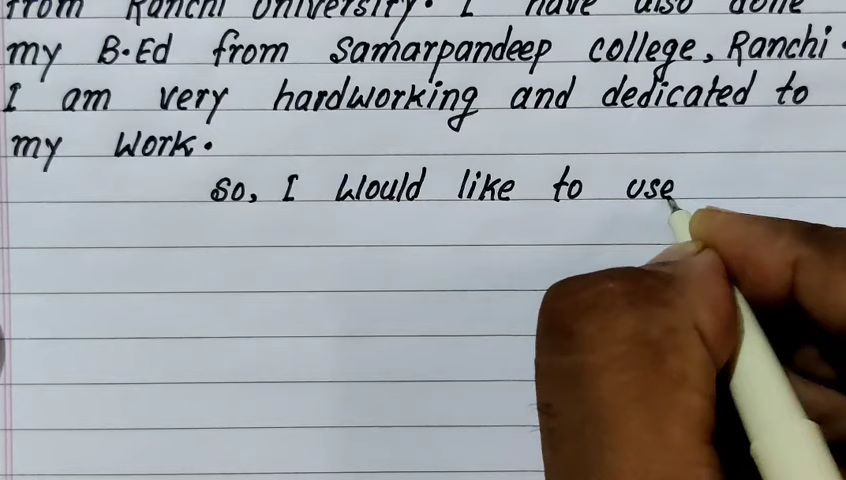 from Ranchi University. I have also done
my B.Ed from Samarpandeep college, Ranchi.
I am very hardworking and dedicated to
my work.
So, I would like to use